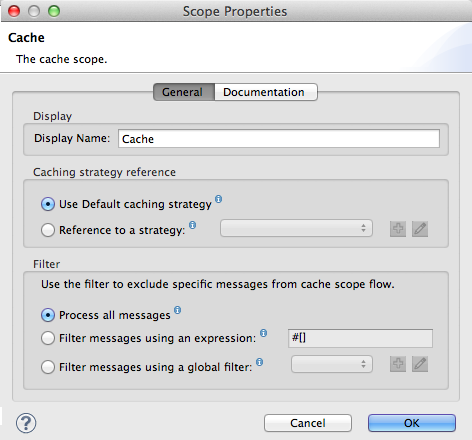 Scope Properties
Cache
The cache scope.
General Documentation
Display
Display Name: Cache
Caching strategy reference
Use Default caching strategy i
Reference to a strategy: i
Filter
Use the filter to exclude specific messages from cache scope flow.
Process all messages i
Filter messages using an expression: i #[]
Filter messages using a global filter: i
? Cancel OK